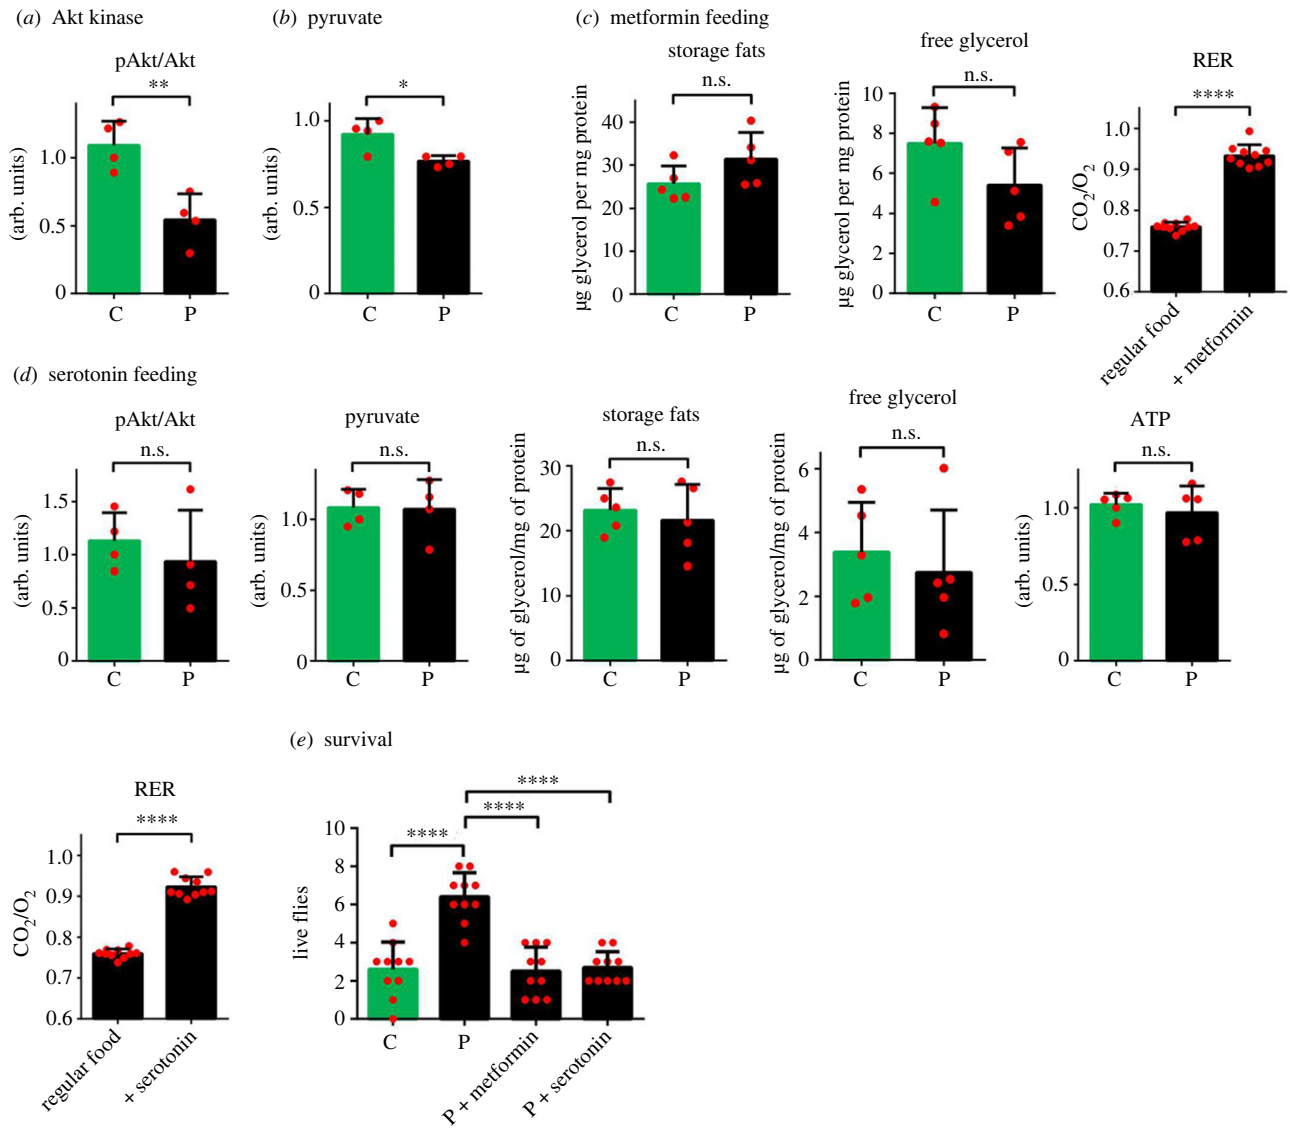 (a) Akt kinase
pAkt/Akt
**
(arb. units)
1.0
0.5
0
C P
(b) pyruvate
*
(arb. units)
1.0
0.5
0
C P
(c) metformin feeding
storage fats
n.s.
µg glycerol per mg protein
40
30
20
10
0
C P
free glycerol
n.s.
µg glycerol per mg protein
10
8
6
4
2
0
C P
RER
****
CO2/O2
1.0
0.9
0.8
0.7
0.6
regular food
+ metformin
(d) serotonin feeding
pAkt/Akt
n.s.
(arb. units)
1.5
1.0
0.5
0
C P
pyruvate
n.s.
(arb. units)
1.0
0.5
0
C P
storage fats
n.s.
µg of glycerol/mg of protein
30
20
10
0
C P
free glycerol
n.s.
µg of glycerol/mg of protein
6
4
2
0
C P
ATP
n.s.
(arb. units)
1.0
0.5
0
C P
RER
****
CO2/O2
1.0
0.9
0.8
0.7
0.6
regular food
+ serotonin
(e) survival
****
****
****
live flies
10
8
6
4
2
0
C
P
P + metformin
P + serotonin